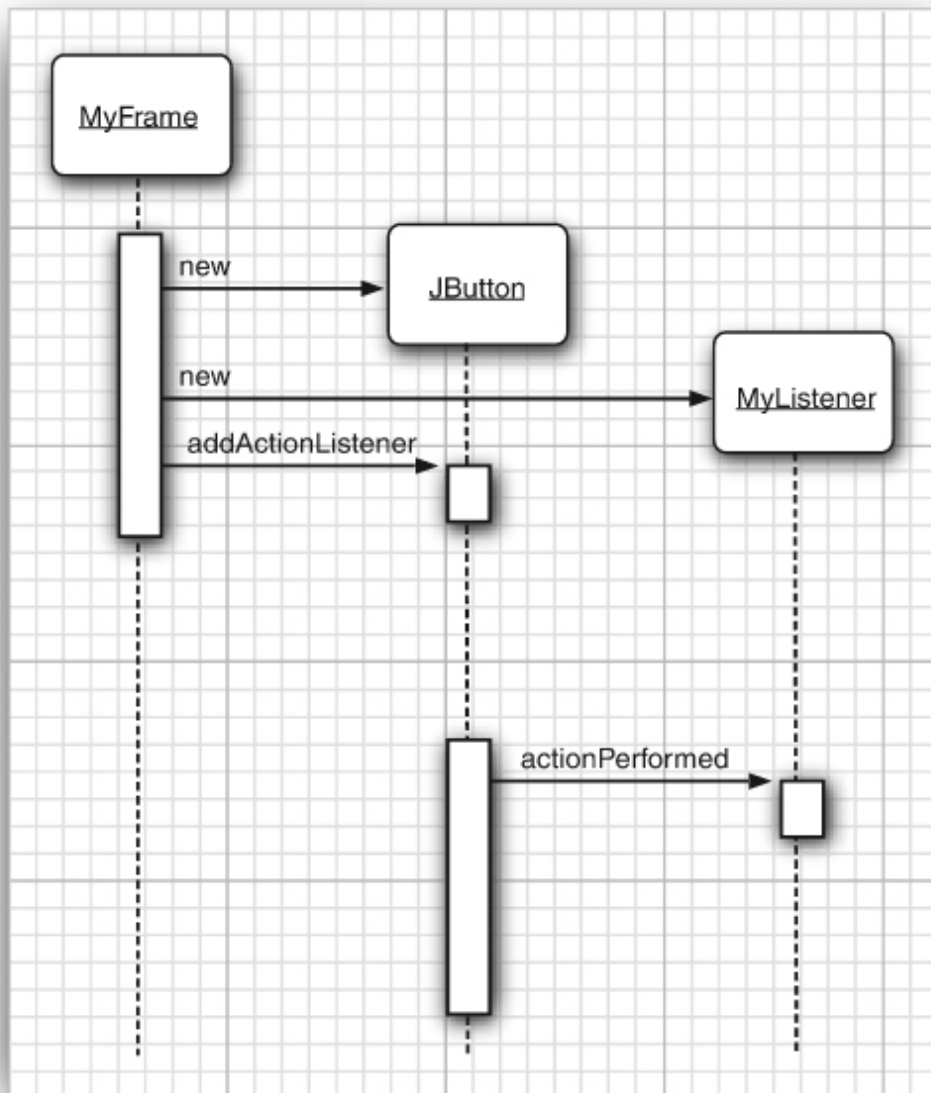 MyFrame
new
JButton
new
MyListener
addActionListener
actionPerformed